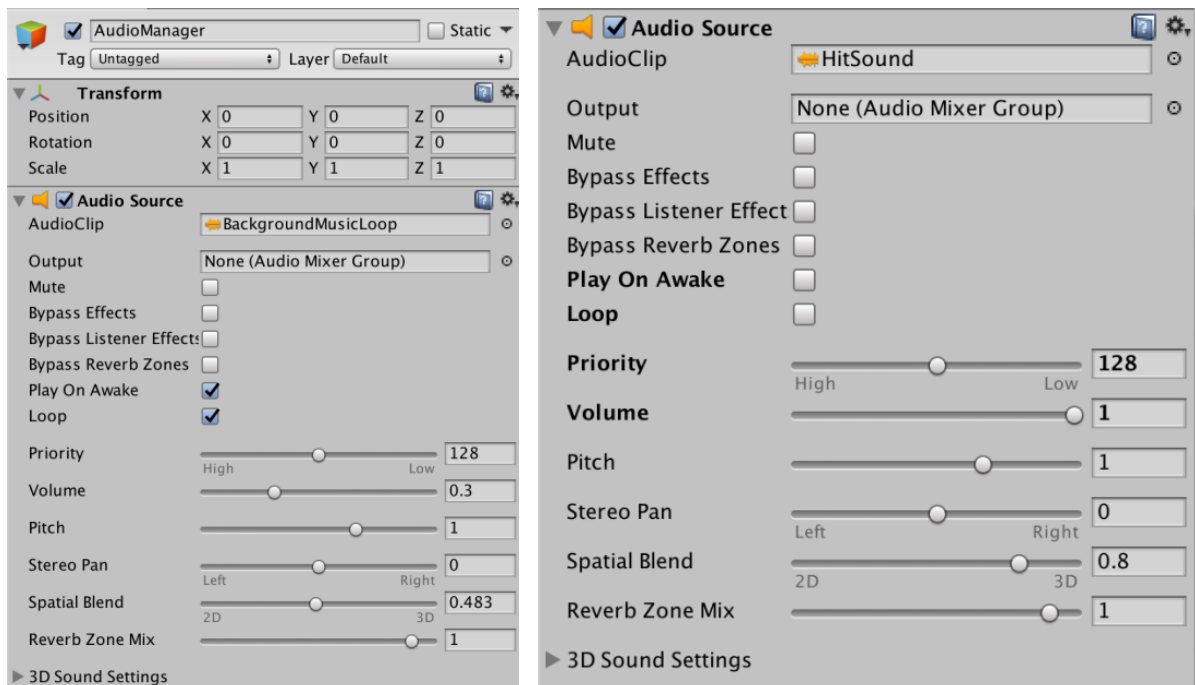 AudioManager Static
Tag Untagged Layer Default
Transform
Position X 0 Y 0 Z 0
Rotation X 0 Y 0 Z 0
Scale X 1 Y 1 Z 1
Audio Source
AudioClip BackgroundMusicLoop
Output None (Audio Mixer Group)
Mute
Bypass Effects
Bypass Listener Effects
Bypass Reverb Zones
Play On Awake
Loop
Priority 128
High Low
Volume 0.3
Pitch 1
Stereo Pan 0
Left Right
Spatial Blend 0.483
2D 3D
Reverb Zone Mix 1
3D Sound Settings
Audio Source
AudioClip HitSound
Output None (Audio Mixer Group)
Mute
Bypass Effects
Bypass Listener Effect
Bypass Reverb Zones
Play On Awake
Loop
Priority 128
High Low
Volume 1
Pitch 1
Stereo Pan 0
Left Right
Spatial Blend 0.8
2D 3D
Reverb Zone Mix 1
3D Sound Settings